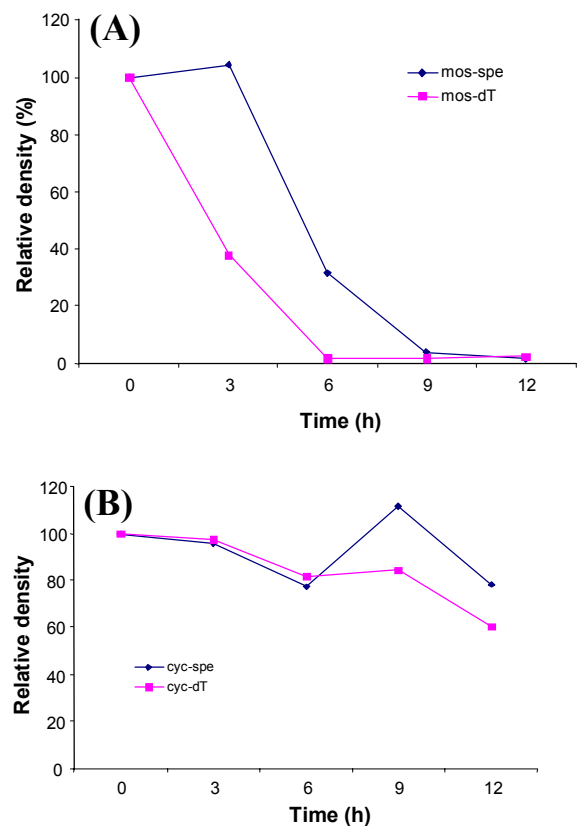 (A)
120
100
80
60
40
20
0
Relative density (%)
mos-spe
mos-dT
0 3 6 9 12
Time (h)
(B)
120
100
80
60
40
20
0
Relative density
cyc-spe
cyc-dT
0 3 6 9 12
Time (h)